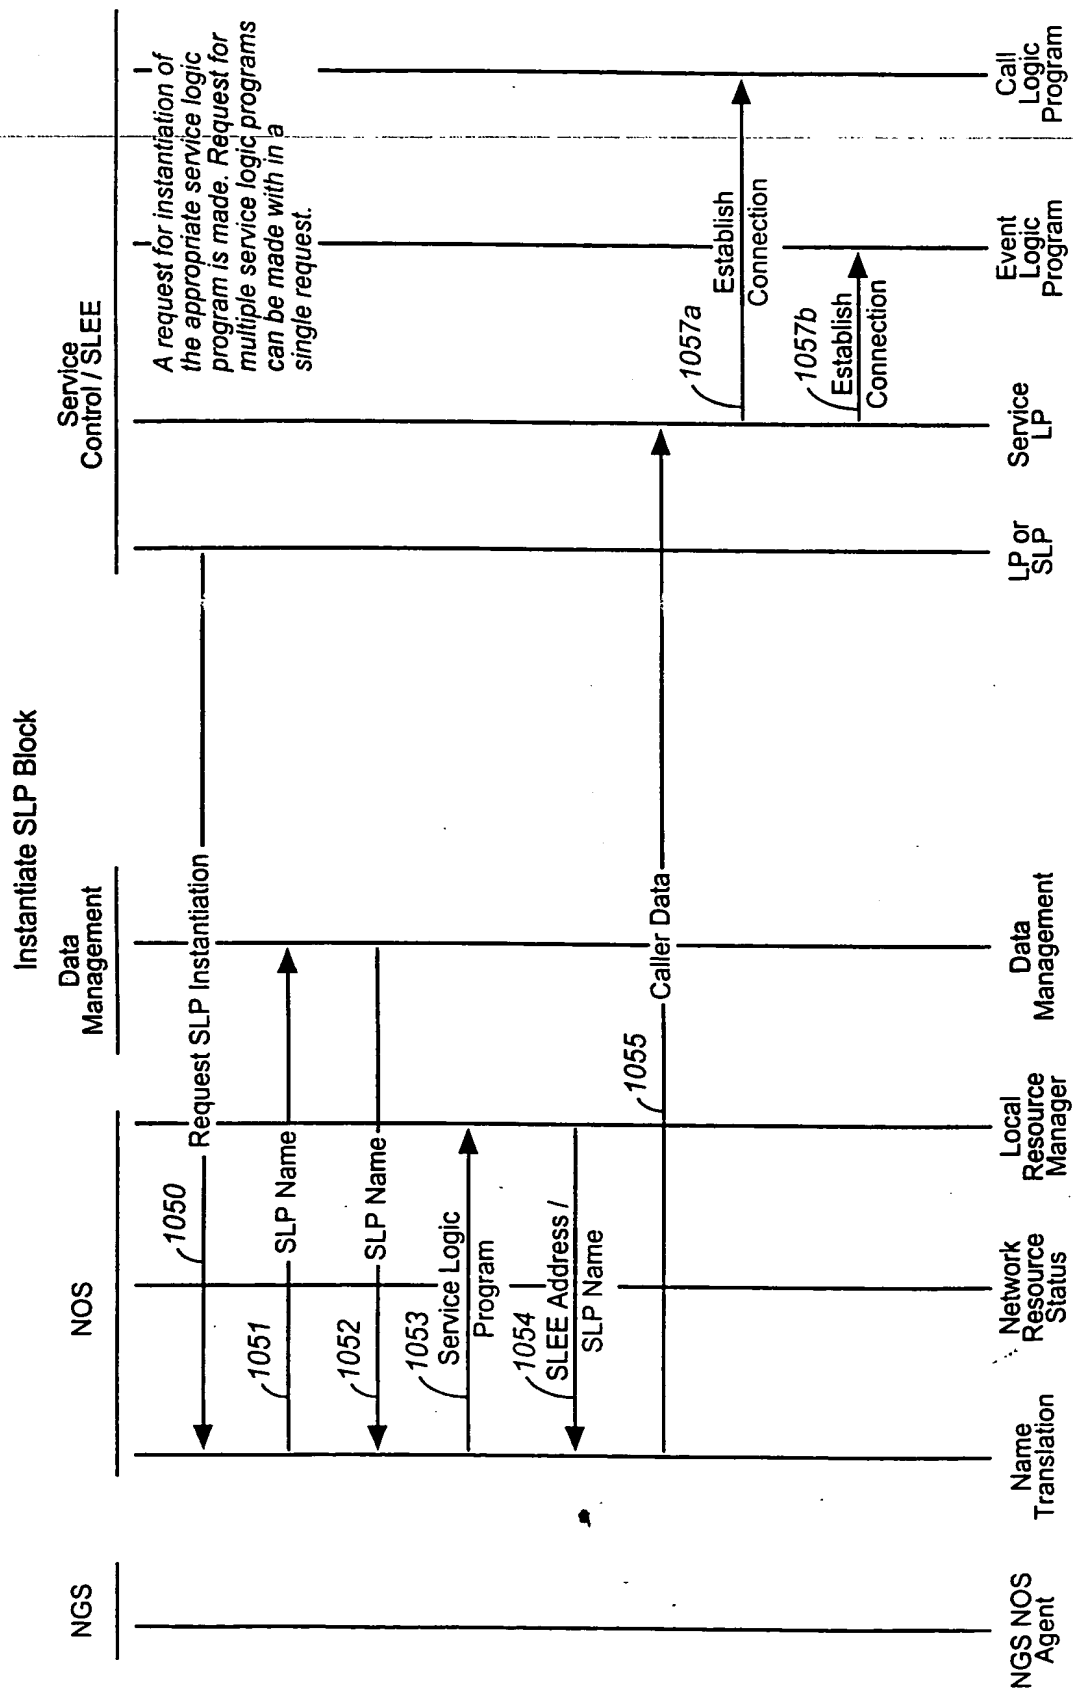 Instantiate SLP Block
NGS
NOS
Data
Management
Service
Control / SLEE
A request for instantiation of
the appropriate service logic
program is made. Request for
multiple service logic programs
can be made with in a
single request.
1050
Request SLP Instantiation
1051
SLP Name
1052
SLP Name
1053
Service Logic
Program
1054
SLEE Address /
SLP Name
1055
Caller Data
1057a
Establish
Connection
1057b
Establish
Connection
NGS NOS
Agent
Name
Translation
Network
Resource
Status
Local
Resource
Manager
Data
Management
LP or
SLP
Service
LP
Event
Logic
Program
Call
Logic
Program